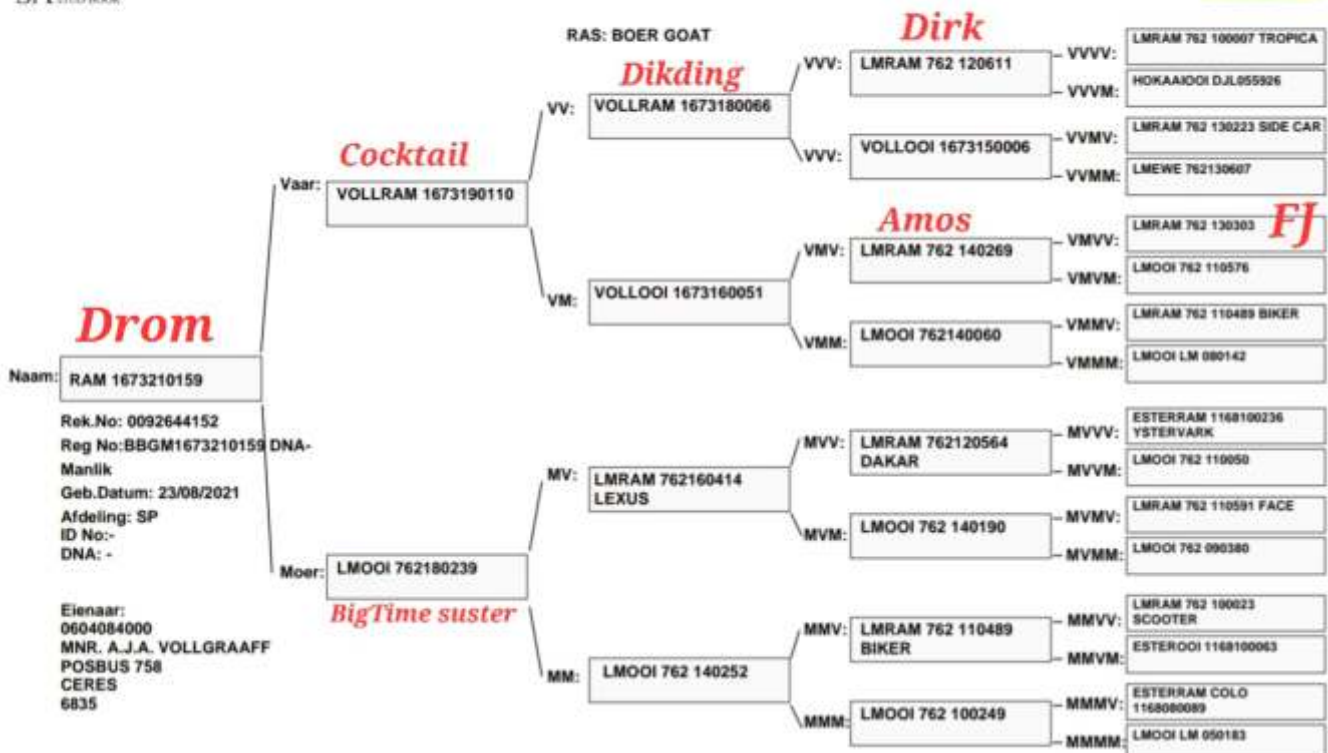 RAS: BOER GOAT
Drom
Naam: RAM 1673210159
Rek.No: 0092644152
Reg No:BBGM1673210159 DNA-
Manlik
Geb.Datum: 23/08/2021
Afdeling: SP
ID No:-
DNA: -
Eienaar:
0604084000
MNR. A.J.A. VOLLGRAAFF
POSBUS 758
CERES
6835
Cocktail
Vaar: VOLLRAM 1673190110
Moer: LMOOI 762180239
BigTime suster
Dikding
VV: VOLLRAM 1673180066
VM: VOLLOOI 1673160051
MV: LMRAM 762160414
LEXUS
MM: LMOOI 762 140252
Dirk
VVV: LMRAM 762 120611
VVV: VOLLOOI 1673150006
Amos
VMV: LMRAM 762 140269
VMM: LMOOI 762140060
MVV: LMRAM 762120564
DAKAR
MVM: LMOOI 762 140190
MMV: LMRAM 762 110489
BIKER
MMM: LMOOI 762 100249
VVVV: LMRAM 762 100007 TROPICA
VVVM: HOKAAIOOI DJL055926
VVMV: LMRAM 762 130223 SIDE CAR
VVMM: LMEWE 762130607
VMVV: LMRAM 762 130303 FJ
VMVM: LMOOI 762 110576
VMMV: LMRAM 762 110489 BIKER
VMMM: LMOOI LM 080142
MVVV: ESTERRAM 1168100236
YSTERVARK
MVVM: LMOOI 762 110050
MVMV: LMRAM 762 110591 FACE
MVMM: LMOOI 762 090380
MMVV: LMRAM 762 100023
SCOOTER
MMVM: ESTEROOI 1168100063
MMMV: ESTERRAM COLO
1168080089
MMMM: LMOOI LM 050183